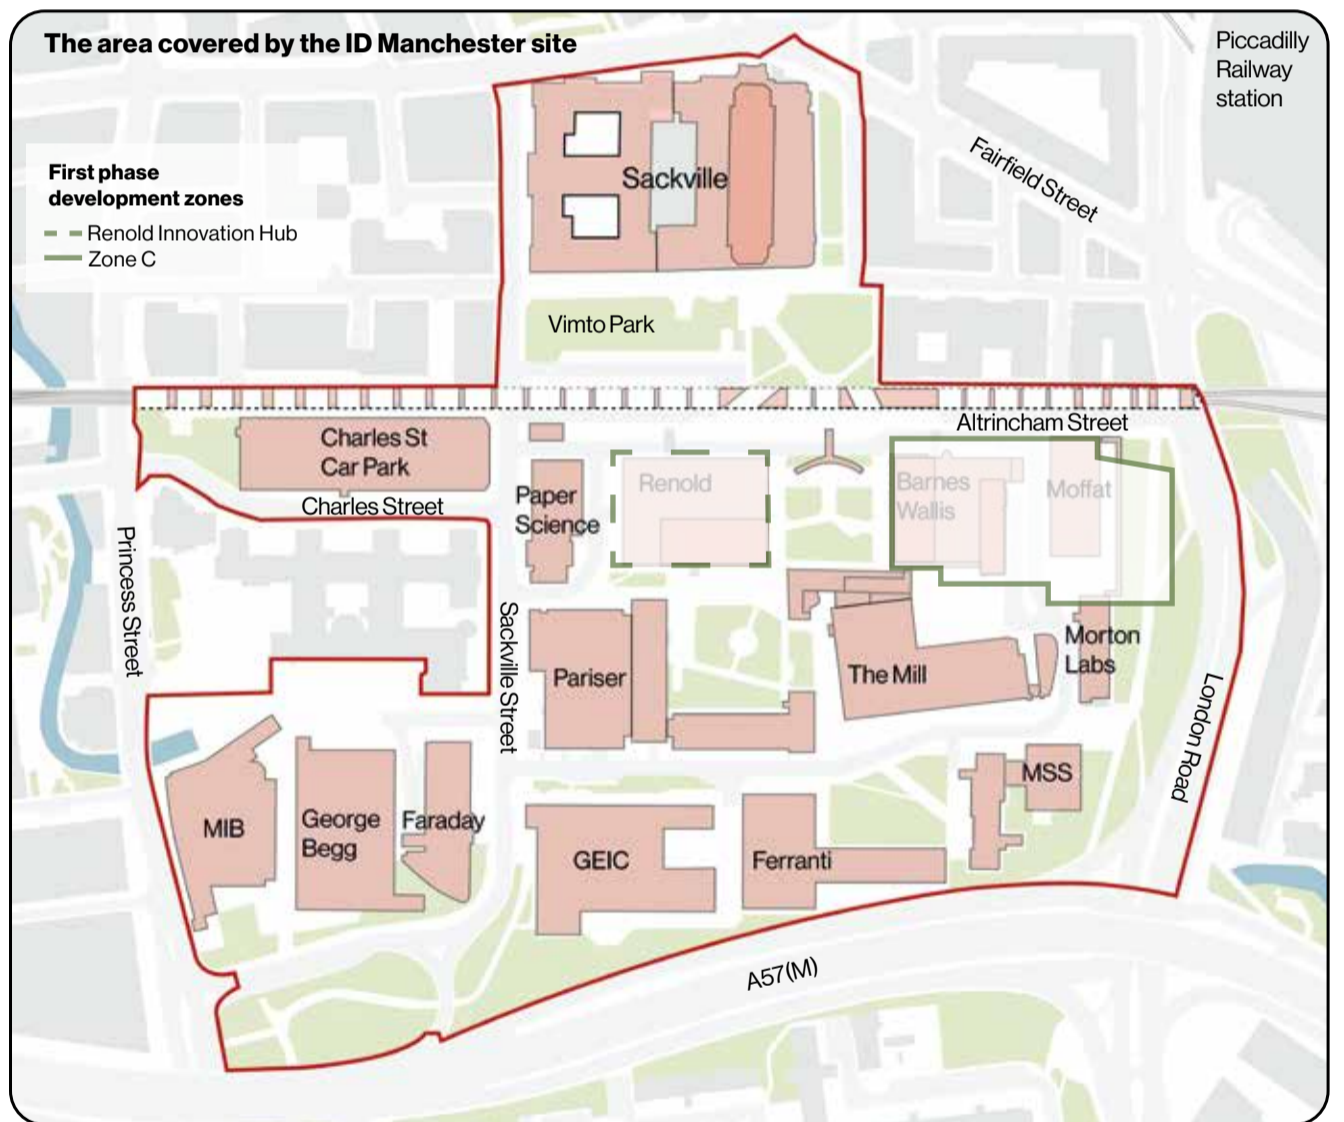 The area covered by the ID Manchester site
Piccadilly
Railway
station
First phase
development zones
Renold Innovation Hub
Zone C
Sackville
Fairfield Street
Vimto Park
Altrincham Street
Charles St
Car Park
Charles Street
Paper
Science
Renold
Barnes
Wallis
Moffat
Princess Street
Sackville Street
Pariser
The Mill
Morton
Labs
London Road
MIB
George
Begg
Faraday
GEIC
Ferranti
MSS
A57(M)